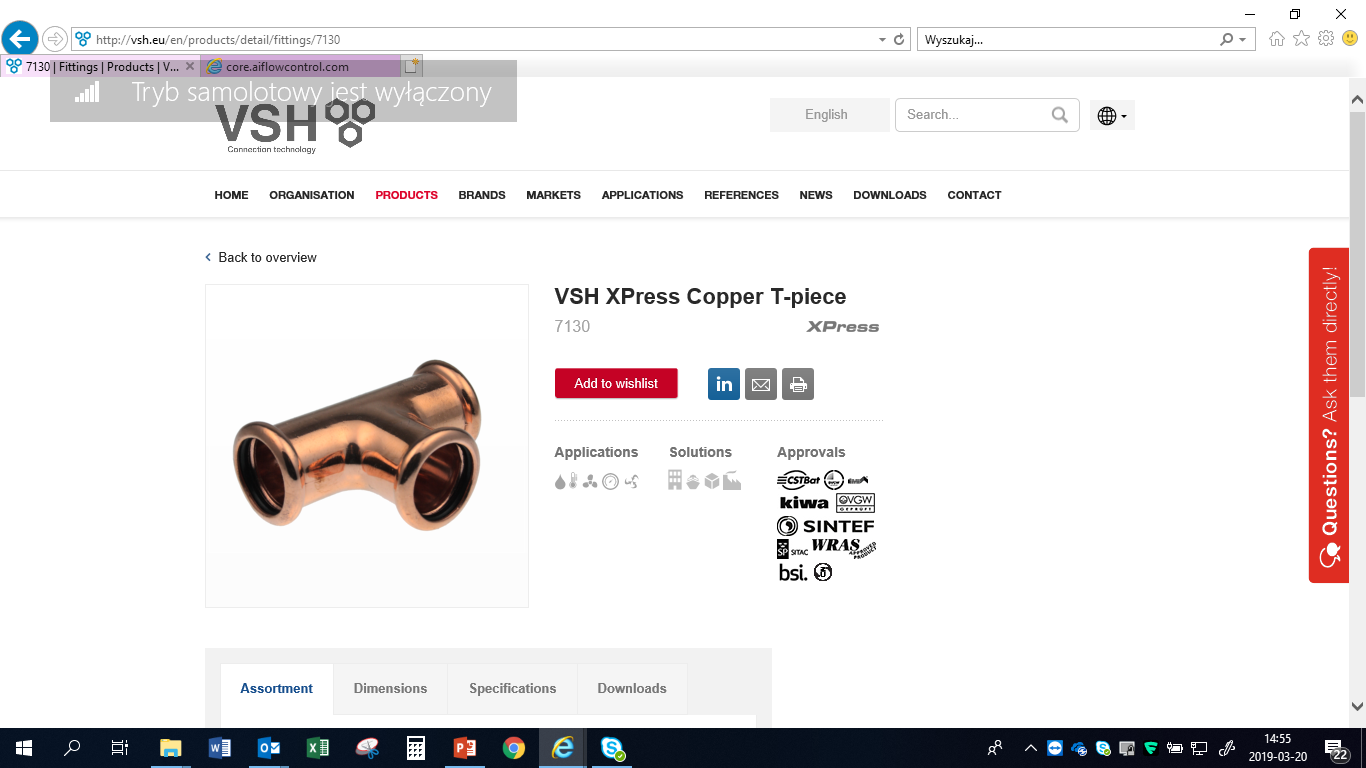 http://vsh.eu/en/products/detail/fittings/7130
Wyszukaj...
7130 | Fittings | Products | V...
core.aiflowcontrol.com
Tryb samolotowy jest wyłączony
VSH
Connection technology
English
Search...
HOME ORGANISATION PRODUCTS BRANDS MARKETS APPLICATIONS REFERENCES NEWS DOWNLOADS CONTACT
Back to overview
VSH XPress Copper T-piece
7130
XPress
Add to wishlist
in
Applications Solutions Approvals
CSTBat
kiwa
ÖVGW
GEPRÜFT
SINTEF
SP SITAC
WRAS
APPROVED PRODUCT
bsi.
Questions? Ask them directly!
Assortment Dimensions Specifications Downloads
14:55
2019-03-20
22